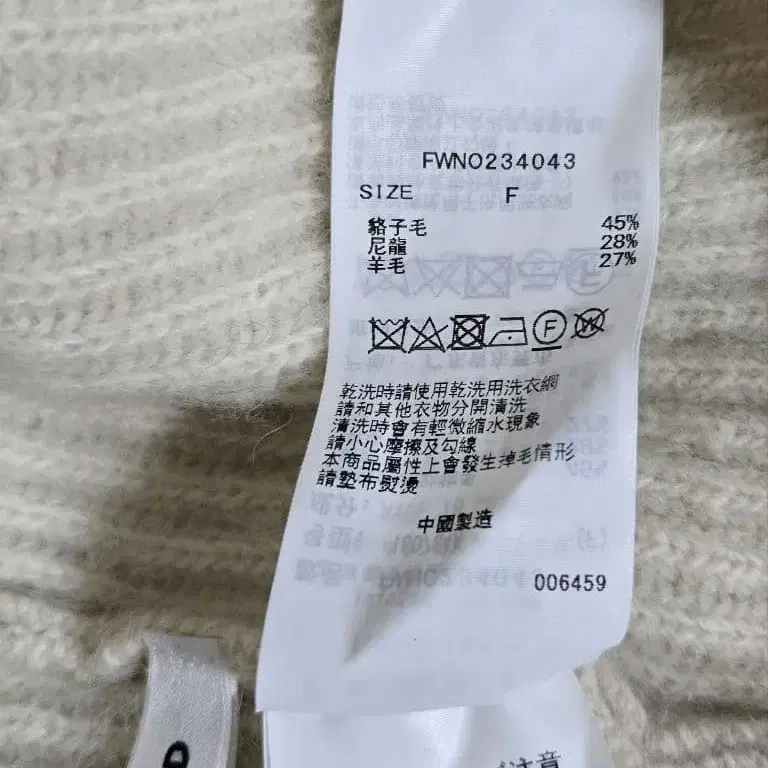 FWNO234043
SIZE F
貉子毛 45%
尼龍 28%
羊毛 27%
F W
乾洗時請使用乾洗用洗衣網
請和其他衣物分開清洗
清洗時會有輕微縮水現象
請小心摩擦及勾線
本商品屬性上會發生掉毛情形
請墊布熨燙
中國製造
006459
注意